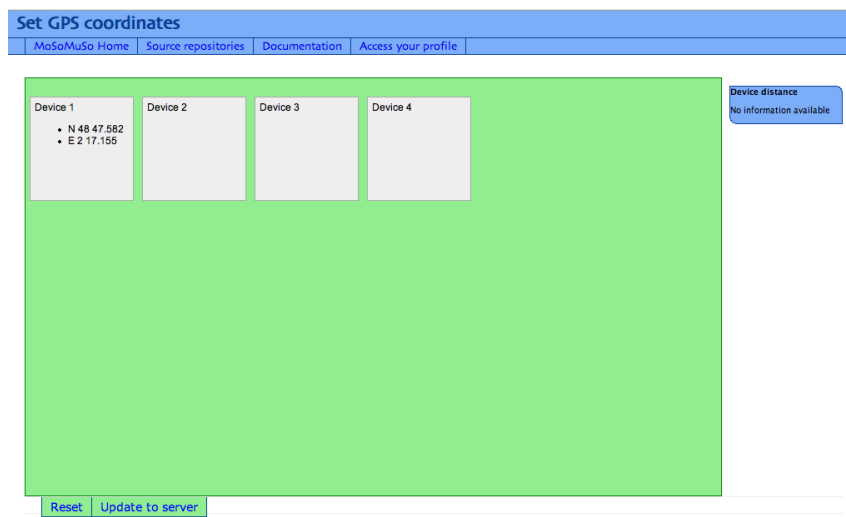 Set GPS coordinates
MoSoMuSo Home Source repositories Documentation Access your profile
Device 1 Device 2 Device 3 Device 4
• N 48 47.582
• E 2 17.155
Device distance
No information available
Reset Update to server